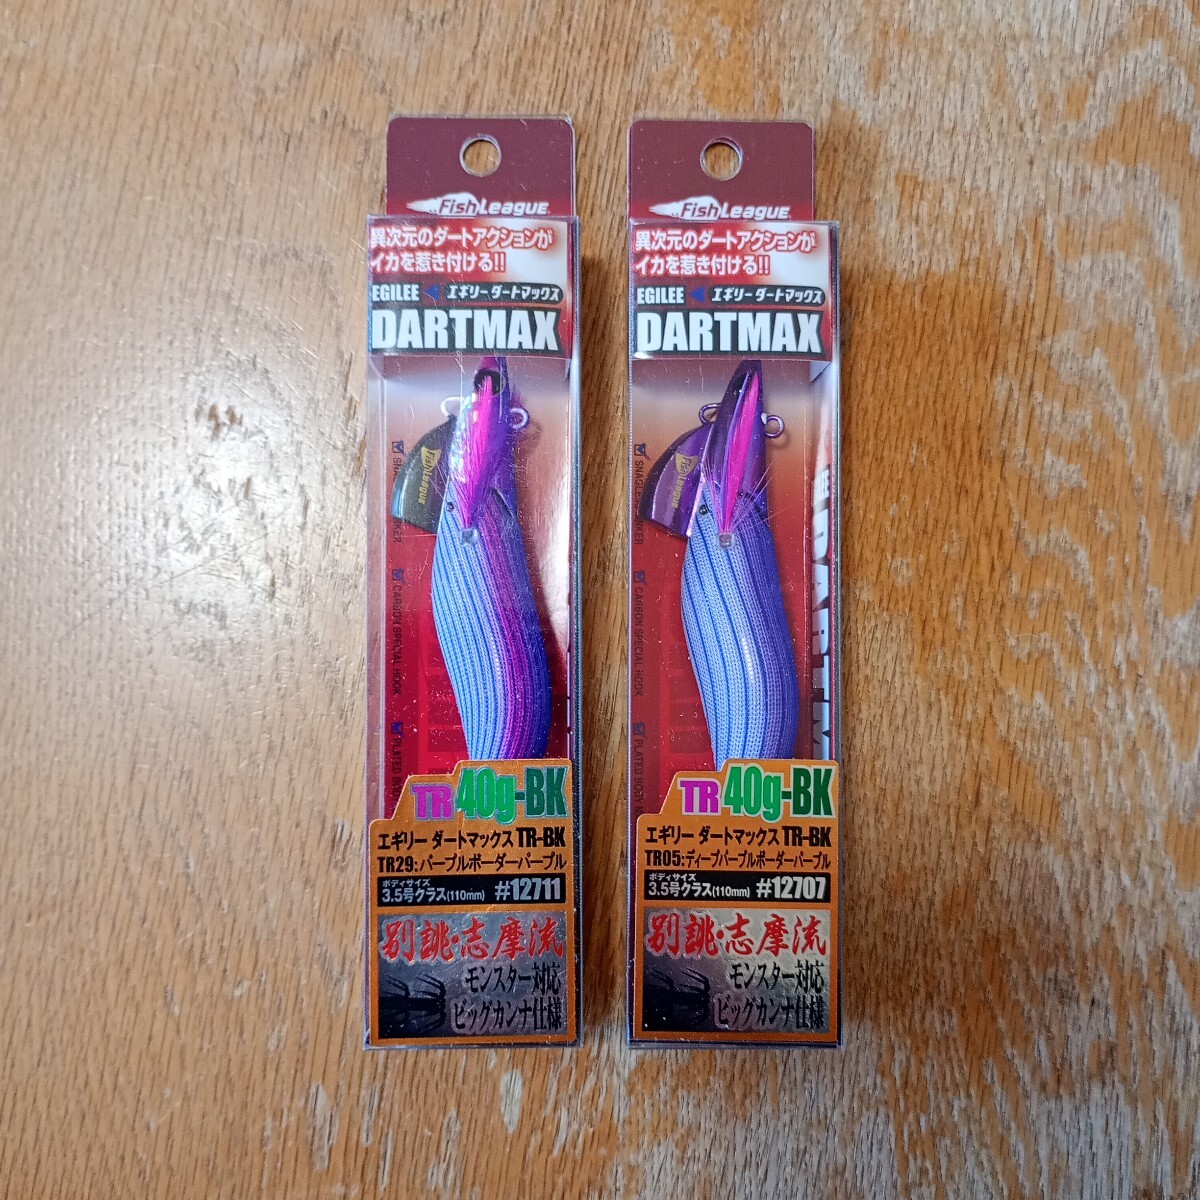 FishLeague
異次元のダートアクションが
イカを惹き付ける!!
EGILEE エギリーダートマックス
DARTMAX
FishLeague
CARBON SPECIAL HOOK
TR 40g-BK
エギリー ダートマックス TR-BK
TR29:パープルボーダーパープル
ボディサイズ
3.5号クラス(110mm) #12711
別誂・志摩流
モンスター対応
ビッグカンナ仕様
FishLeague
異次元のダートアクションが
イカを惹き付ける!!
EGILEE エギリーダートマックス
DARTMAX
FishLeague
CARBON SPECIAL HOOK
TR 40g-BK
エギリー ダートマックス TR-BK
TR05:ディープパープルボーダーパープル
ボディサイズ
3.5号クラス(110mm) #12707
別誂・志摩流
モンスター対応
ビッグカンナ仕様